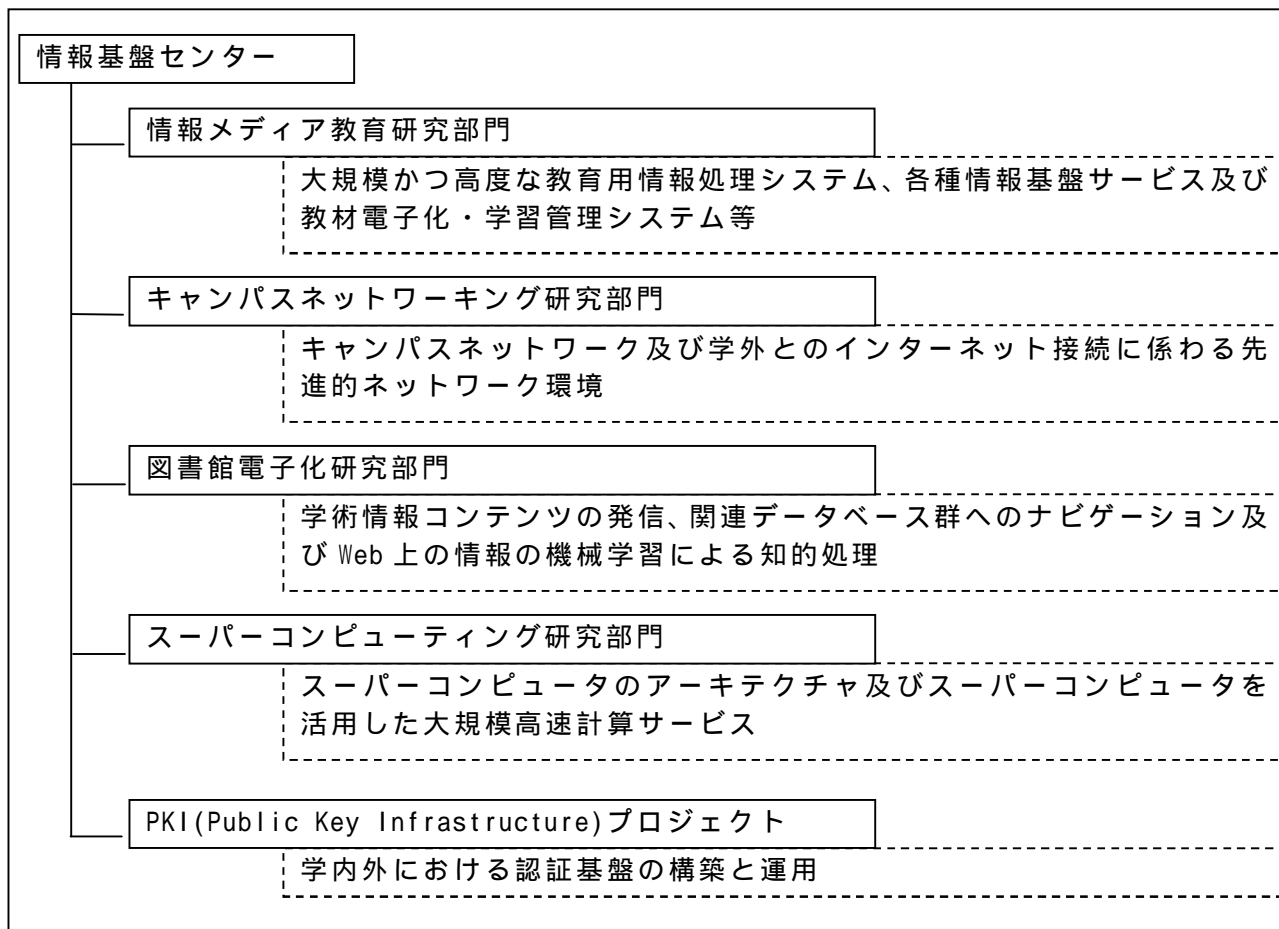 情報基盤センター
情報メディア教育研究部門
大規模かつ高度な教育用情報処理システム、各種情報基盤サービス及び
教材電子化・学習管理システム等
キャンパスネットワーキング研究部門
キャンパスネットワーク及び学外とのインターネット接続に係わる先
進的ネットワーク環境
図書館電子化研究部門
学術情報コンテンツの発信、関連データベース群へのナビゲーション及
び Web 上の情報の機械学習による知的処理
スーパーコンピューティング研究部門
スーパーコンピュータのアーキテクチャ及びスーパーコンピュータを
活用した大規模高速計算サービス
PKI(Public Key Infrastructure)プロジェクト
学内外における認証基盤の構築と運用